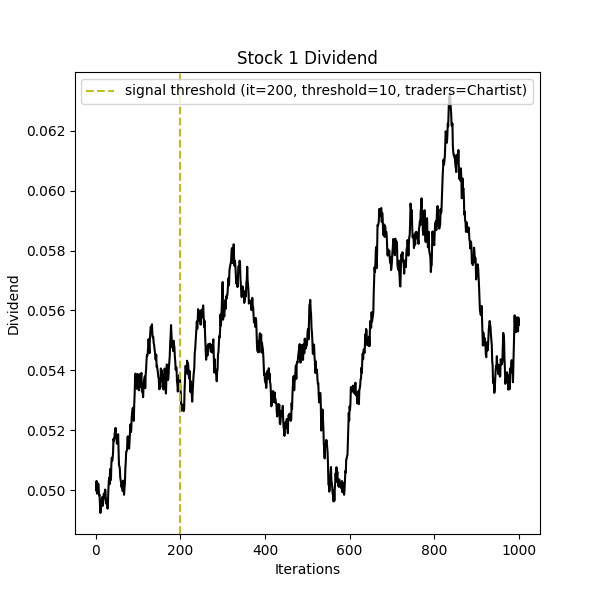 Stock 1 Dividend
signal threshold (it=200, threshold=10, traders=Chartist)
0.062
0.060
0.058
0.056
0.054
0.052
0.050
Dividend
0 200 400 600 800 1000
Iterations